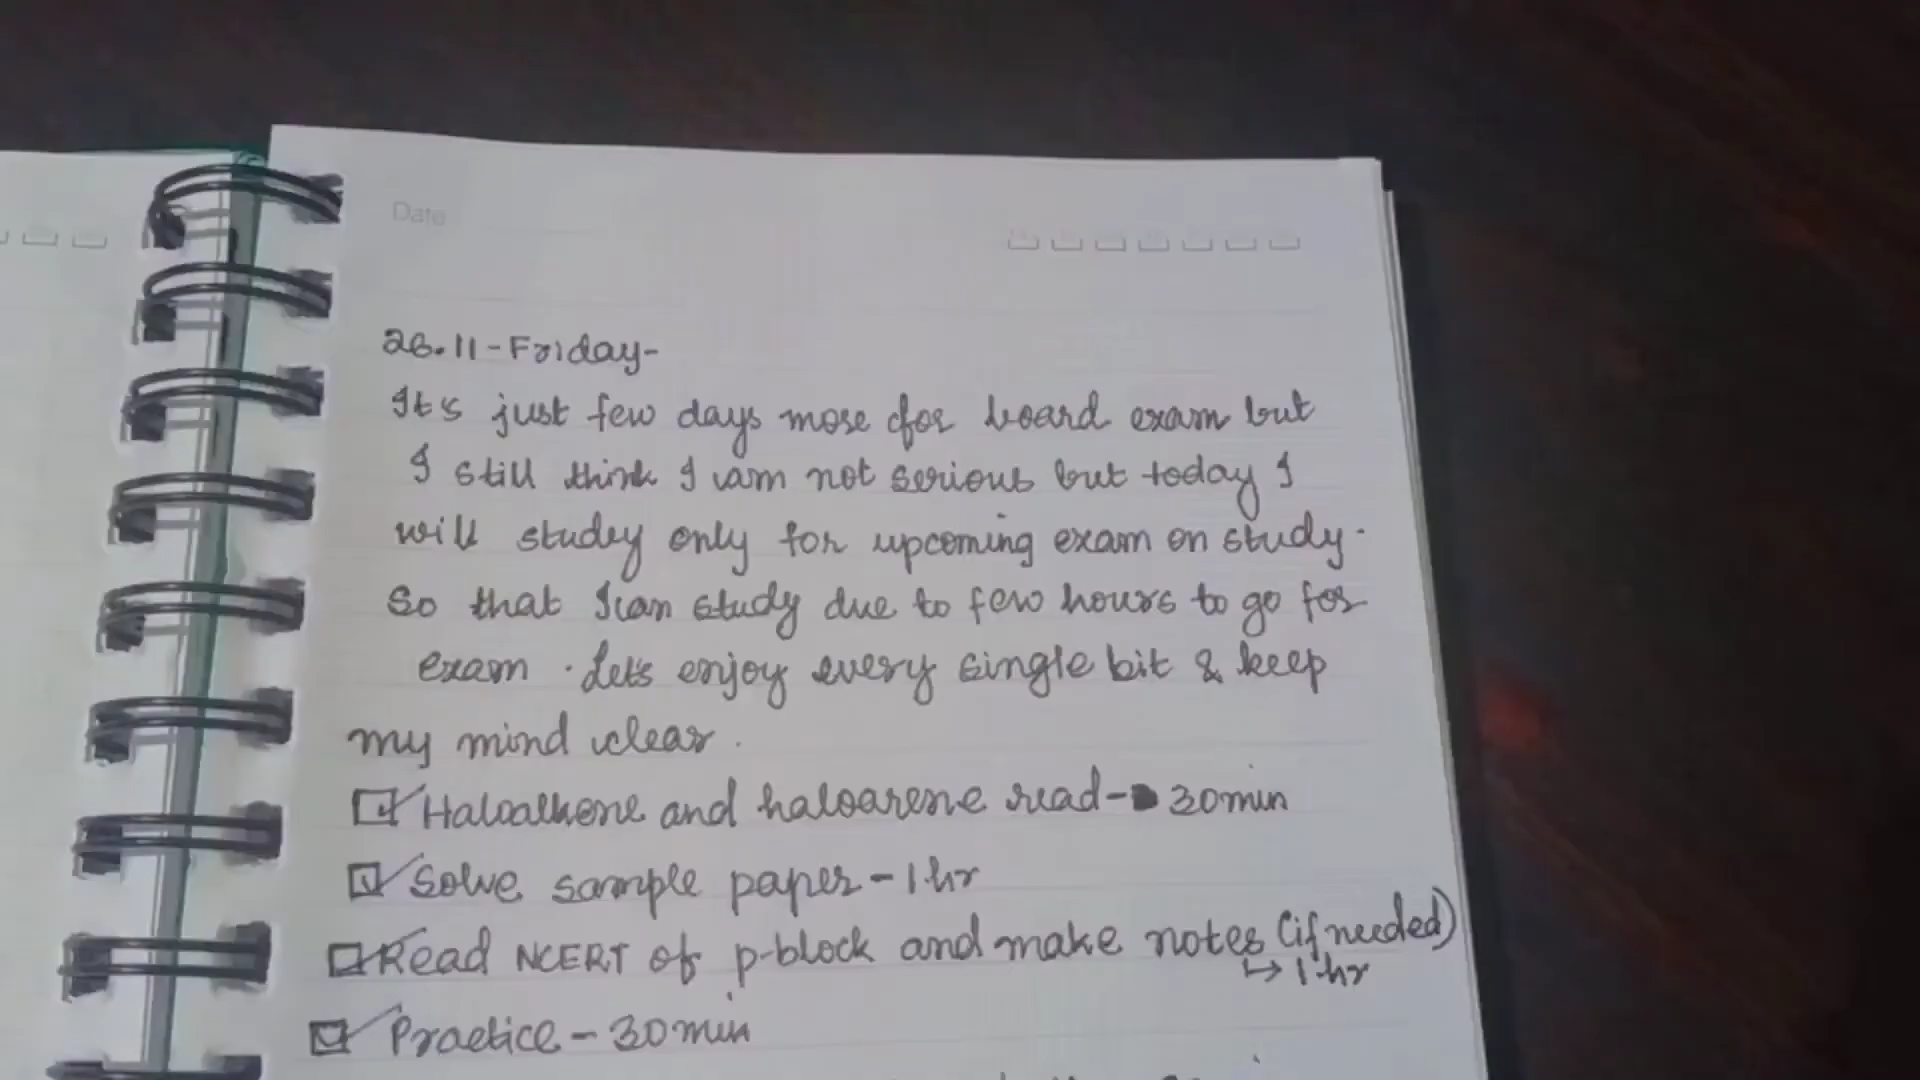 Date
26.11-Friday-
It's just few days more for board exam but
I still think I am not serious but today I
will studey only for upcoming exam on study.
So that I can study due to few hours to go for
exam. Let's enjoy every single bit & keep
my mind clear.
Haloalkene and haloarene read- 30min
Solve sample paper-1hr
Read NCERT of p-block and make notes (if needed)
↳ 1hr
Practice-30min